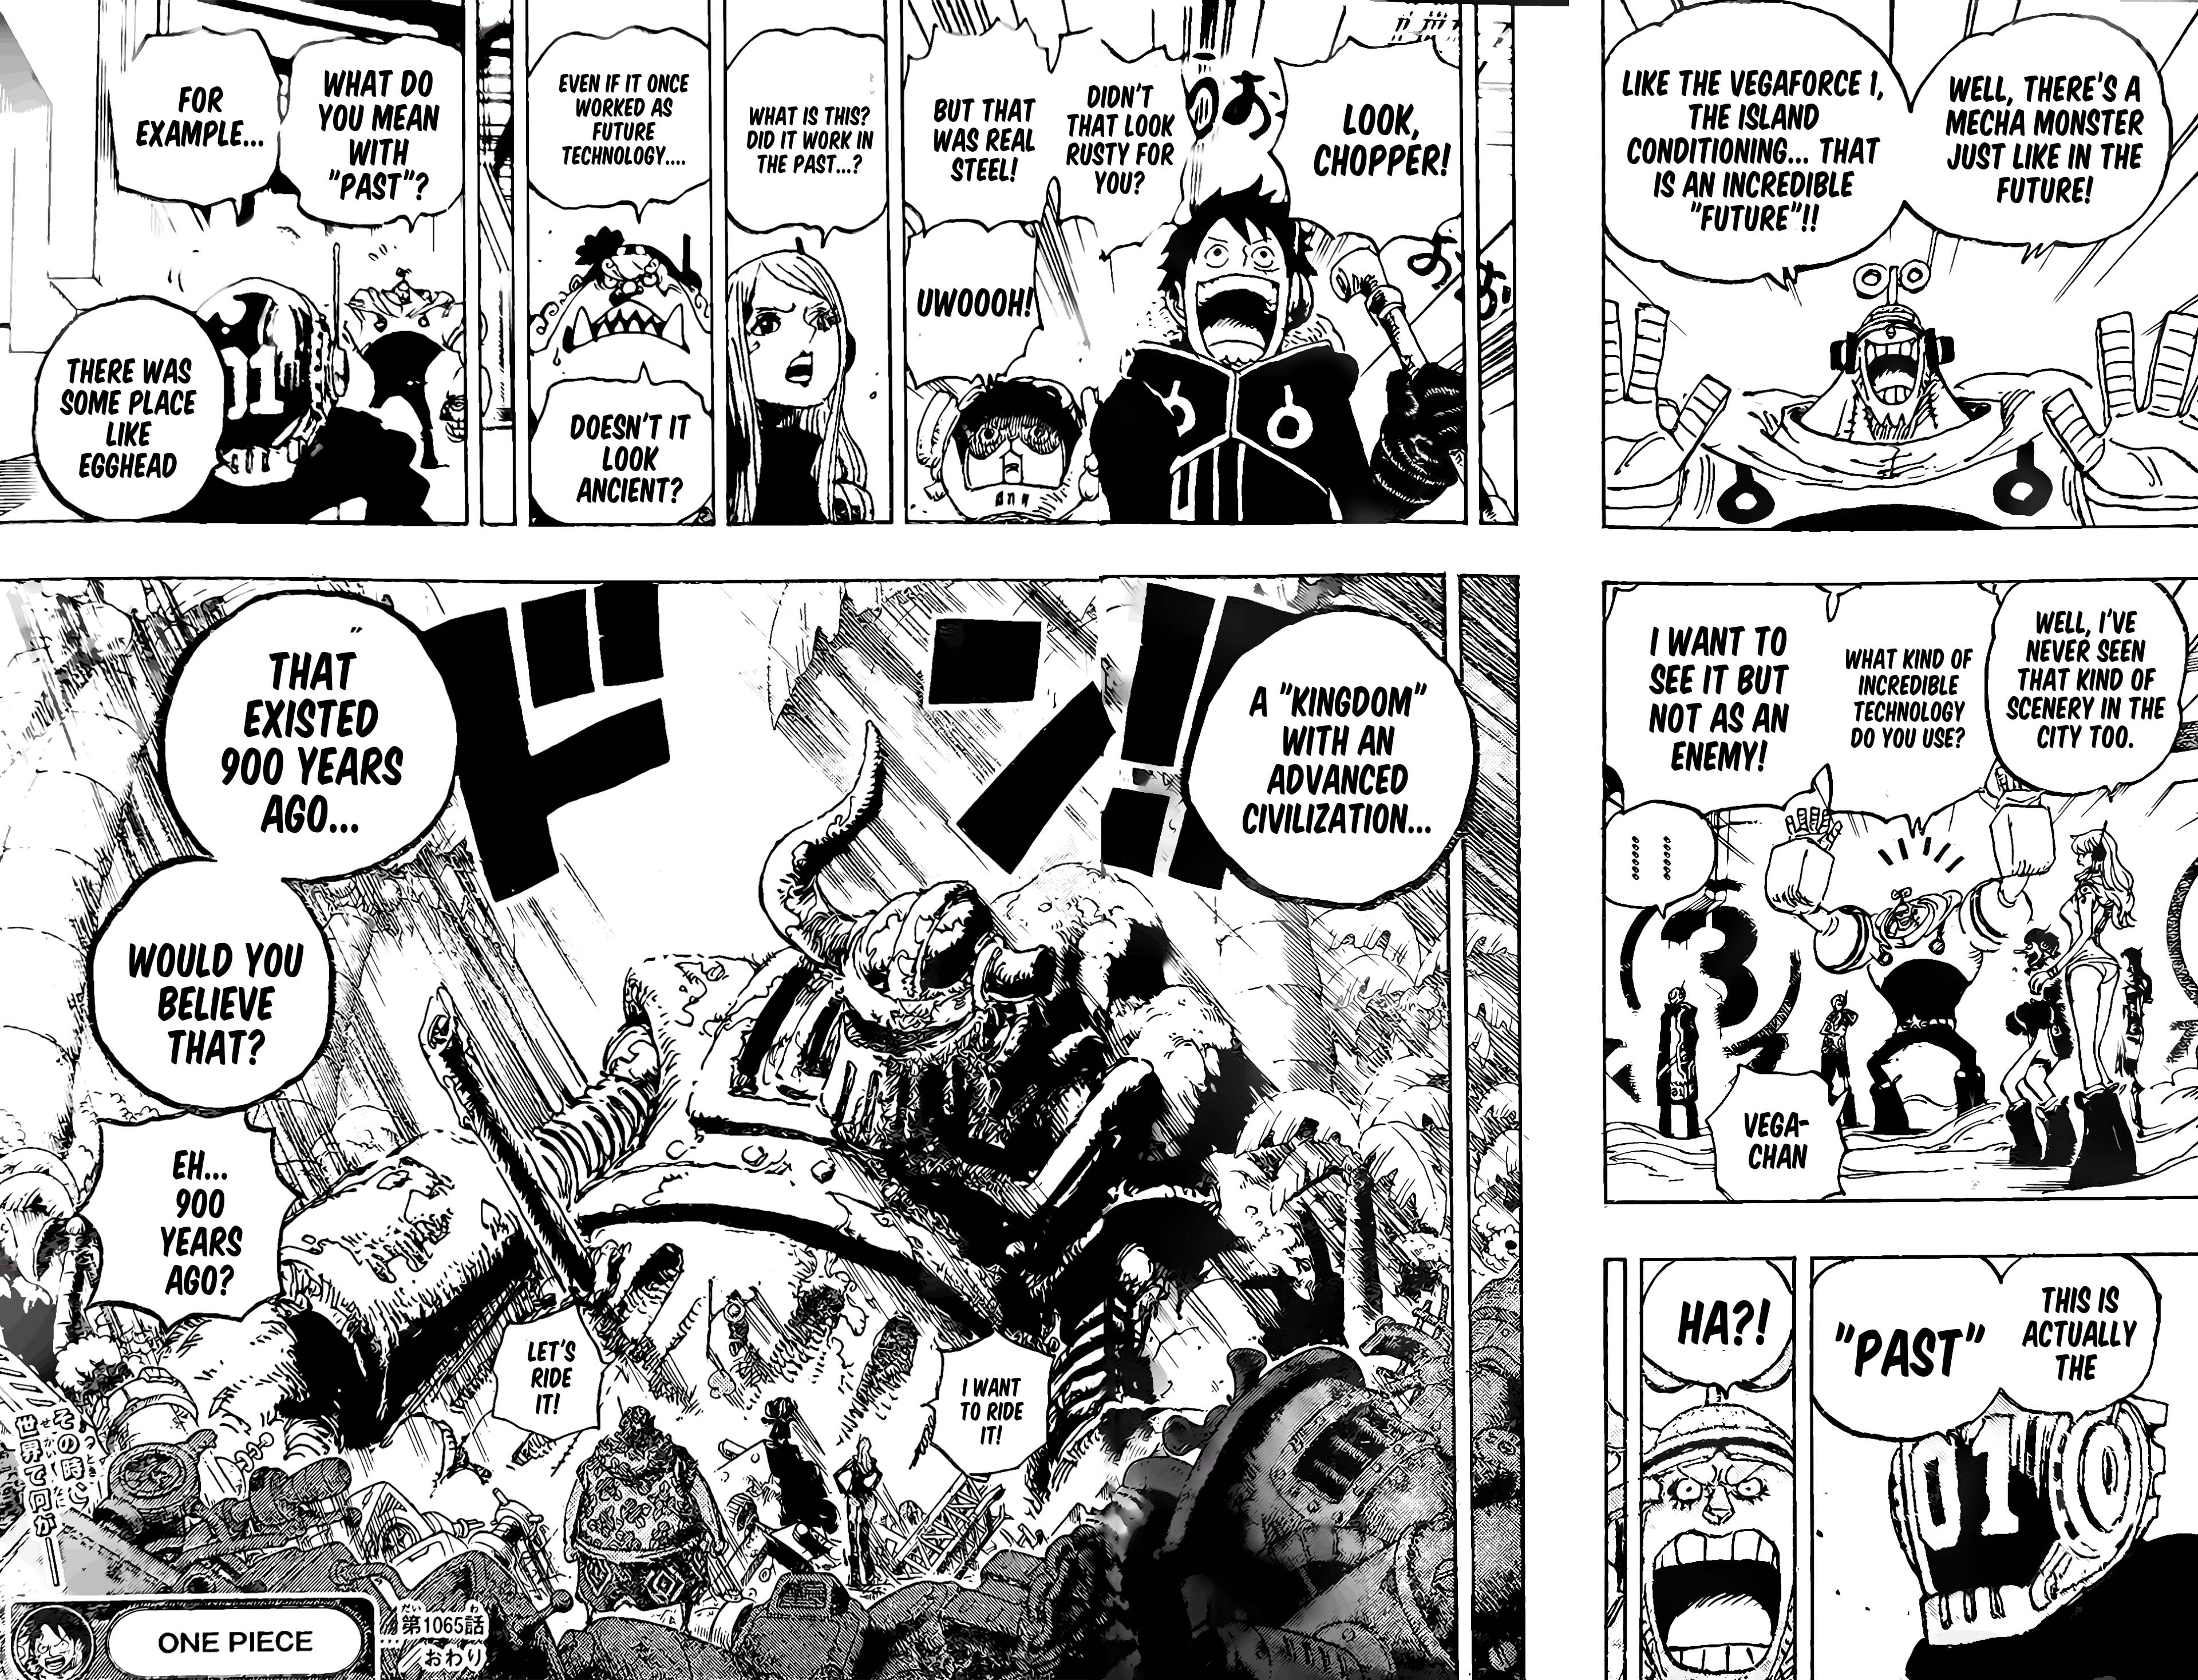 WELL, THERE'S A
MECHA MONSTER
JUST LIKE IN THE
FUTURE!
LIKE THE VEGAFORCE 1,
THE ISLAND
CONDITIONING... THAT
IS AN INCREDIBLE
"FUTURE"!!
WELL, I'VE
NEVER SEEN
THAT KIND OF
SCENERY IN THE
CITY TOO.
WHAT KIND OF
INCREDIBLE
TECHNOLOGY
DO YOU USE?
I WANT TO
SEE IT BUT
NOT AS AN
ENEMY!
3
VEGA-
CHAN
THIS IS
ACTUALLY
THE
"PAST"
01
HA?!
LOOK,
CHOPPER!
DIDN'T
THAT LOOK
RUSTY FOR
YOU?
BUT THAT
WAS REAL
STEEL!
UWOOOH!
WHAT IS THIS?
DID IT WORK IN
THE PAST...?
EVEN IF IT ONCE
WORKED AS
FUTURE
TECHNOLOGY....
DOESN'T IT
LOOK
ANCIENT?
WHAT DO
YOU MEAN
WITH
"PAST"?
FOR
EXAMPLE...
THERE WAS
SOME PLACE
LIKE
EGGHEAD
01
A "KINGDOM"
WITH AN
ADVANCED
CIVILIZATION...
ドン!!
THAT
EXISTED
900 YEARS
AGO...
WOULD YOU
BELIEVE
THAT?
EH...
900
YEARS
AGO?
I WANT
TO RIDE
IT!
LET'S
RIDE
IT!
その時、
世界で何が——
ONE PIECE
第1065話
おわり